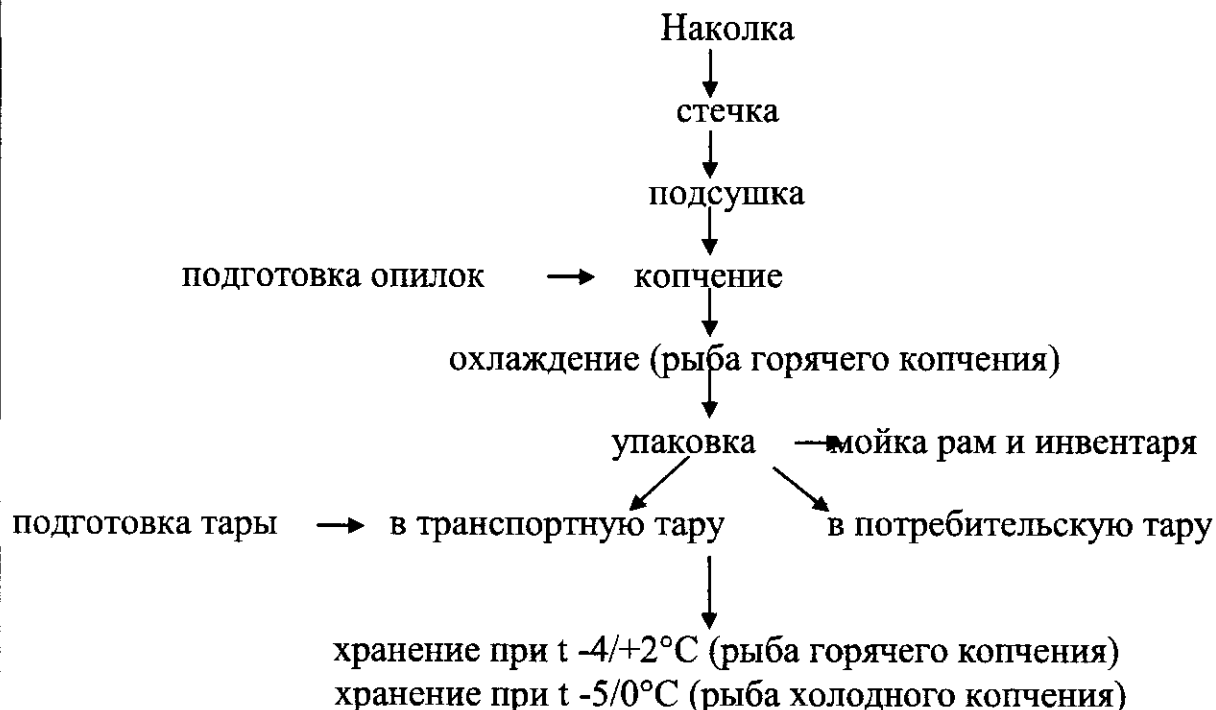 Наколка
стечка
подсушка
подготовка опилок → копчение
охлаждение (рыба горячего копчения)
упаковка → мойка рам и инвентаря
подготовка тары → в транспортную тару в потребительскую тару
хранение при t -4/+2°С (рыба горячего копчения)
хранение при t -5/0°С (рыба холодного копчения)